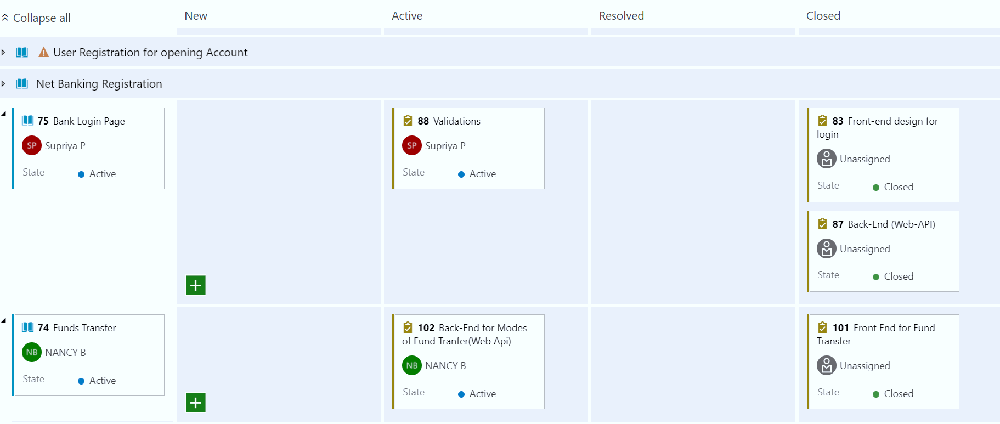 Collapse all
New
Active
Resolved
Closed
User Registration for opening Account
Net Banking Registration
75 Bank Login Page
SP Supriya P
State Active
88 Validations
SP Supriya P
State Active
83 Front-end design for
login
Unassigned
State Closed
87 Back-End (Web-API)
Unassigned
State Closed
74 Funds Transfer
NB NANCY B
State Active
102 Back-End for Modes
of Fund Tranfer(Web Api)
NB NANCY B
State Active
101 Front End for Fund
Transfer
Unassigned
State Closed